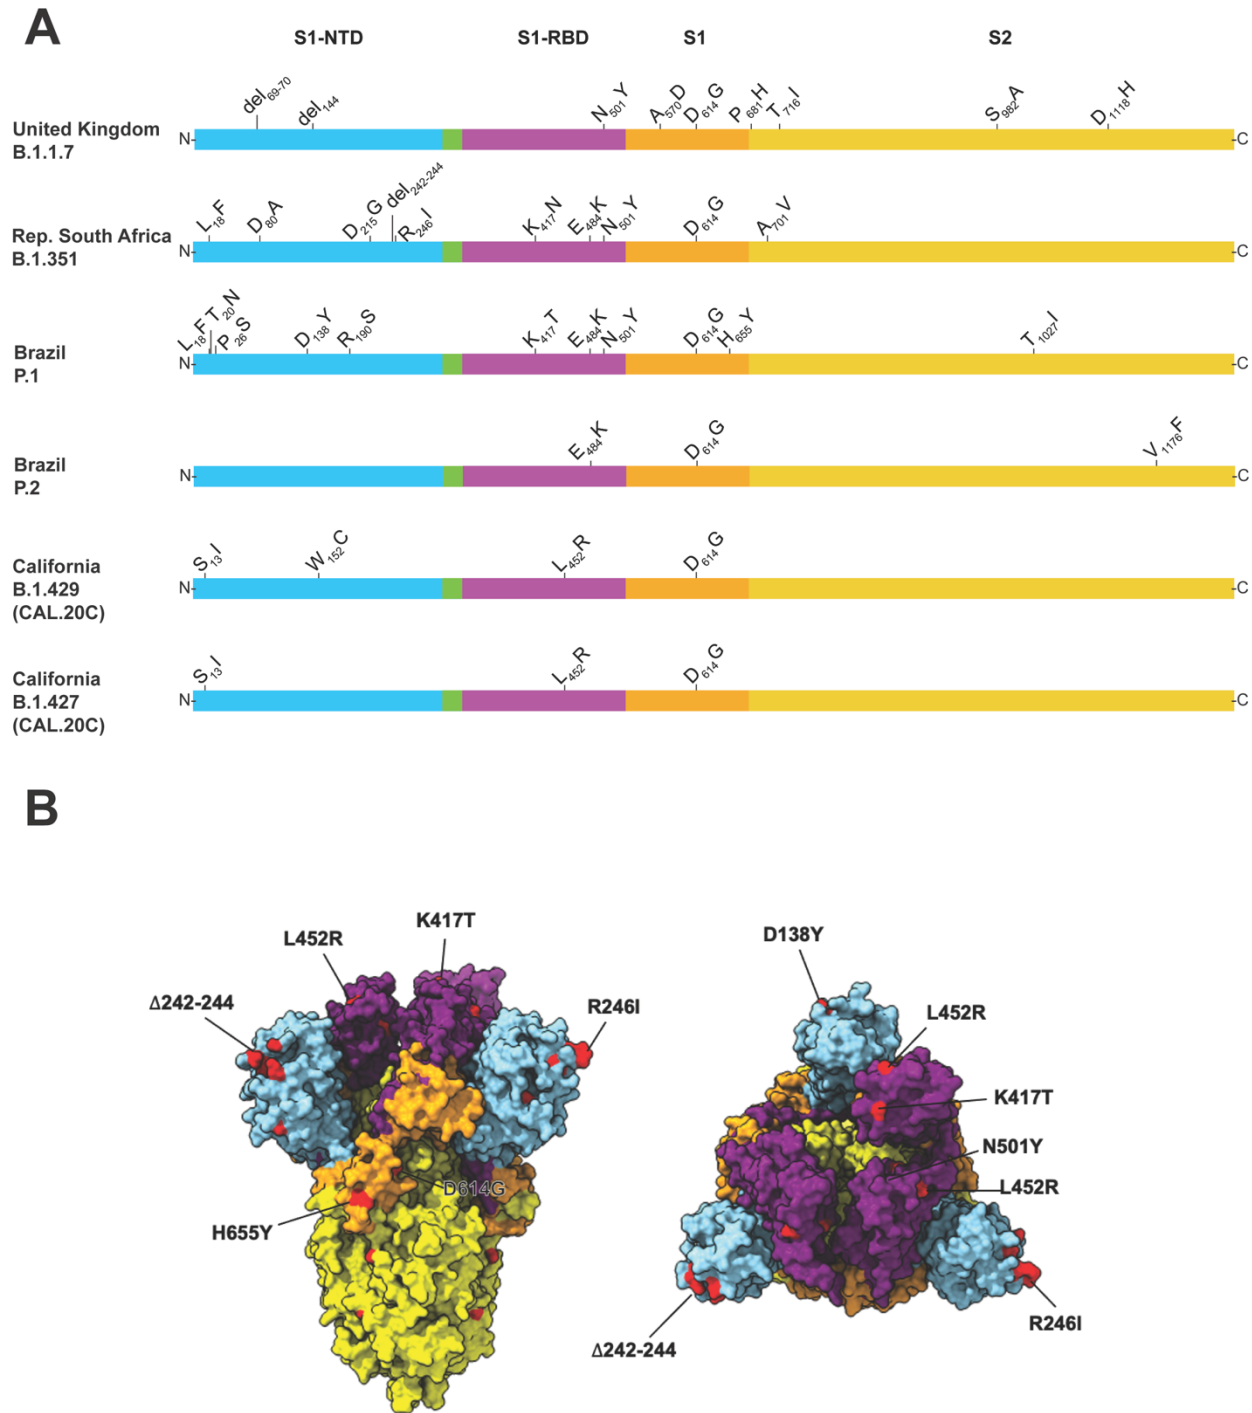 A
S1-NTD S1-RBD S1 S2
del69-70 del144 N501Y A570D D614G P681H T716I S982A D1118H
United Kingdom
B.1.1.7
N C
L18F D80A D215G del242-244 R246I K417N E484K N501Y D614G A701V
Rep. South Africa
B.1.351
N C
L18F T20N P26S D138Y R190S K417T E484K N501Y D614G H655Y T1027I
Brazil
P.1
N C
E484K D614G V1176F
Brazil
P.2
N C
S13I W152C L452R D614G
California
B.1.429
(CAL.20C)
N C
S13I L452R D614G
California
B.1.427
(CAL.20C)
N C
B
L452R
K417T
Δ242-244
R246I
D614G
H655Y
D138Y
L452R
K417T
N501Y
L452R
R246I
Δ242-244